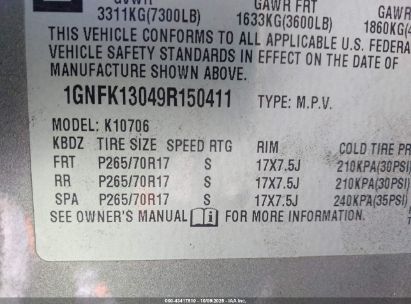 GVWR GAWR FRT GAWR
3311KG(7300LB) 1633KG(3600LB) 1860KG(4
THIS VEHICLE CONFORMS TO ALL APPLICABLE U.S. FEDERA
VEHICLE SAFETY STANDARDS IN EFFECT ON THE DATE OF
MANUFACTURE SHOWN ABOVE.
1GNFK13049R150411 TYPE: M.P.V.
MODEL: K10706
KBDZ TIRE SIZE SPEED RTG RIM COLD TIRE PR
FRT P265/70R17 S 17X7.5J 210KPA(30PSI)
RR P265/70R17 S 17X7.5J 210KPA(30PSI)
SPA P265/70R17 S 17X7.5J 240KPA(35PSI)
SEE OWNER'S MANUAL FOR MORE INFORMATION.